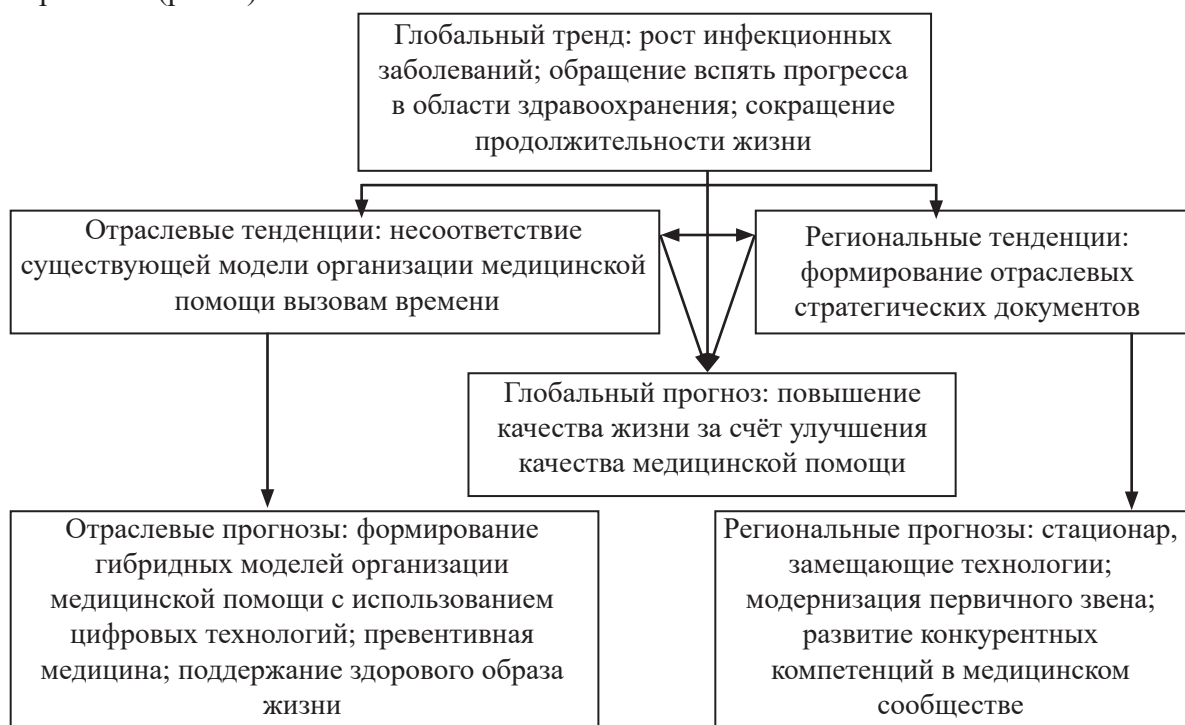 Глобальный тренд: рост инфекционных
заболеваний; обращение вспять прогресса
в области здравоохранения; сокращение
продолжительности жизни
Отраслевые тенденции: несоответствие
существующей модели организации медицинской
помощи вызовам времени
Региональные тенденции:
формирование отраслевых
стратегических документов
Глобальный прогноз: повышение
качества жизни за счёт улучшения
качества медицинской помощи
Отраслевые прогнозы: формирование
гибридных моделей организации
медицинской помощи с использованием
цифровых технологий; превентивная
медицина; поддержание здорового образа
жизни
Региональные прогнозы: стационар,
замещающие технологии;
модернизация первичного звена;
развитие конкурентных
компетенций в медицинском
сообществе